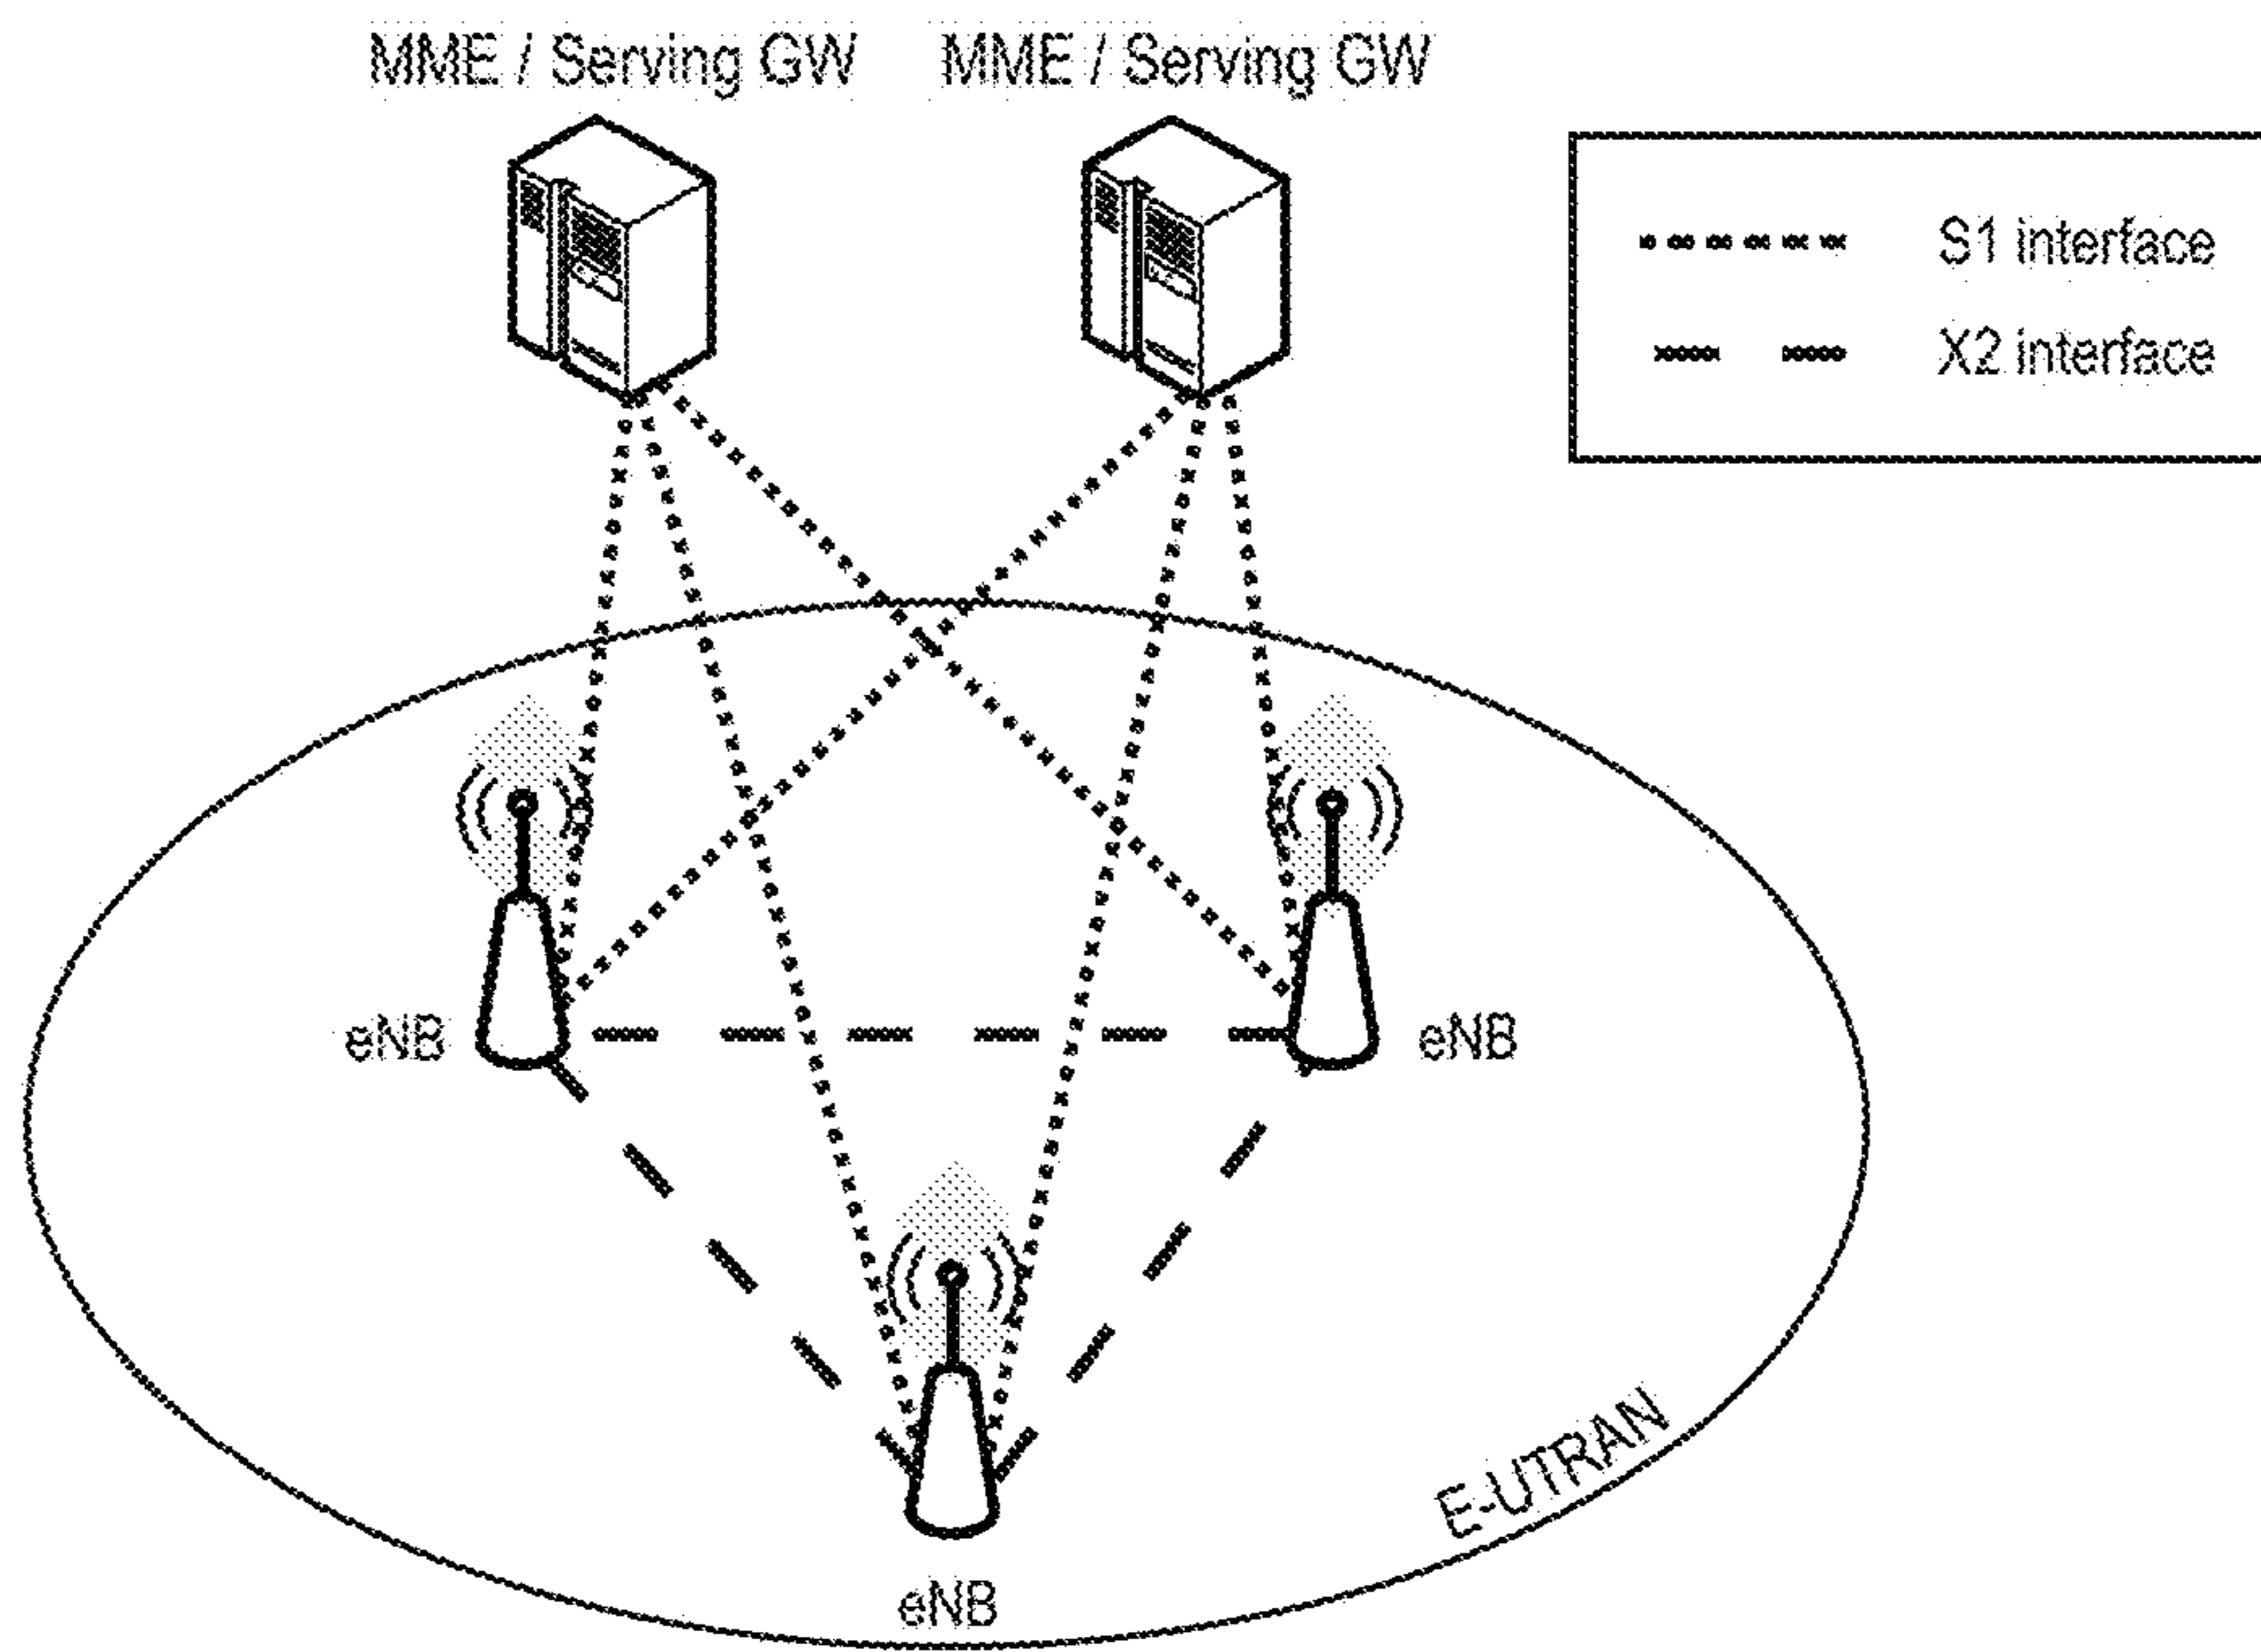 MME / Serving GW
MME / Serving GW
S1 interface
X2 interface
eNB
eNB
E-UTRAN
eNB